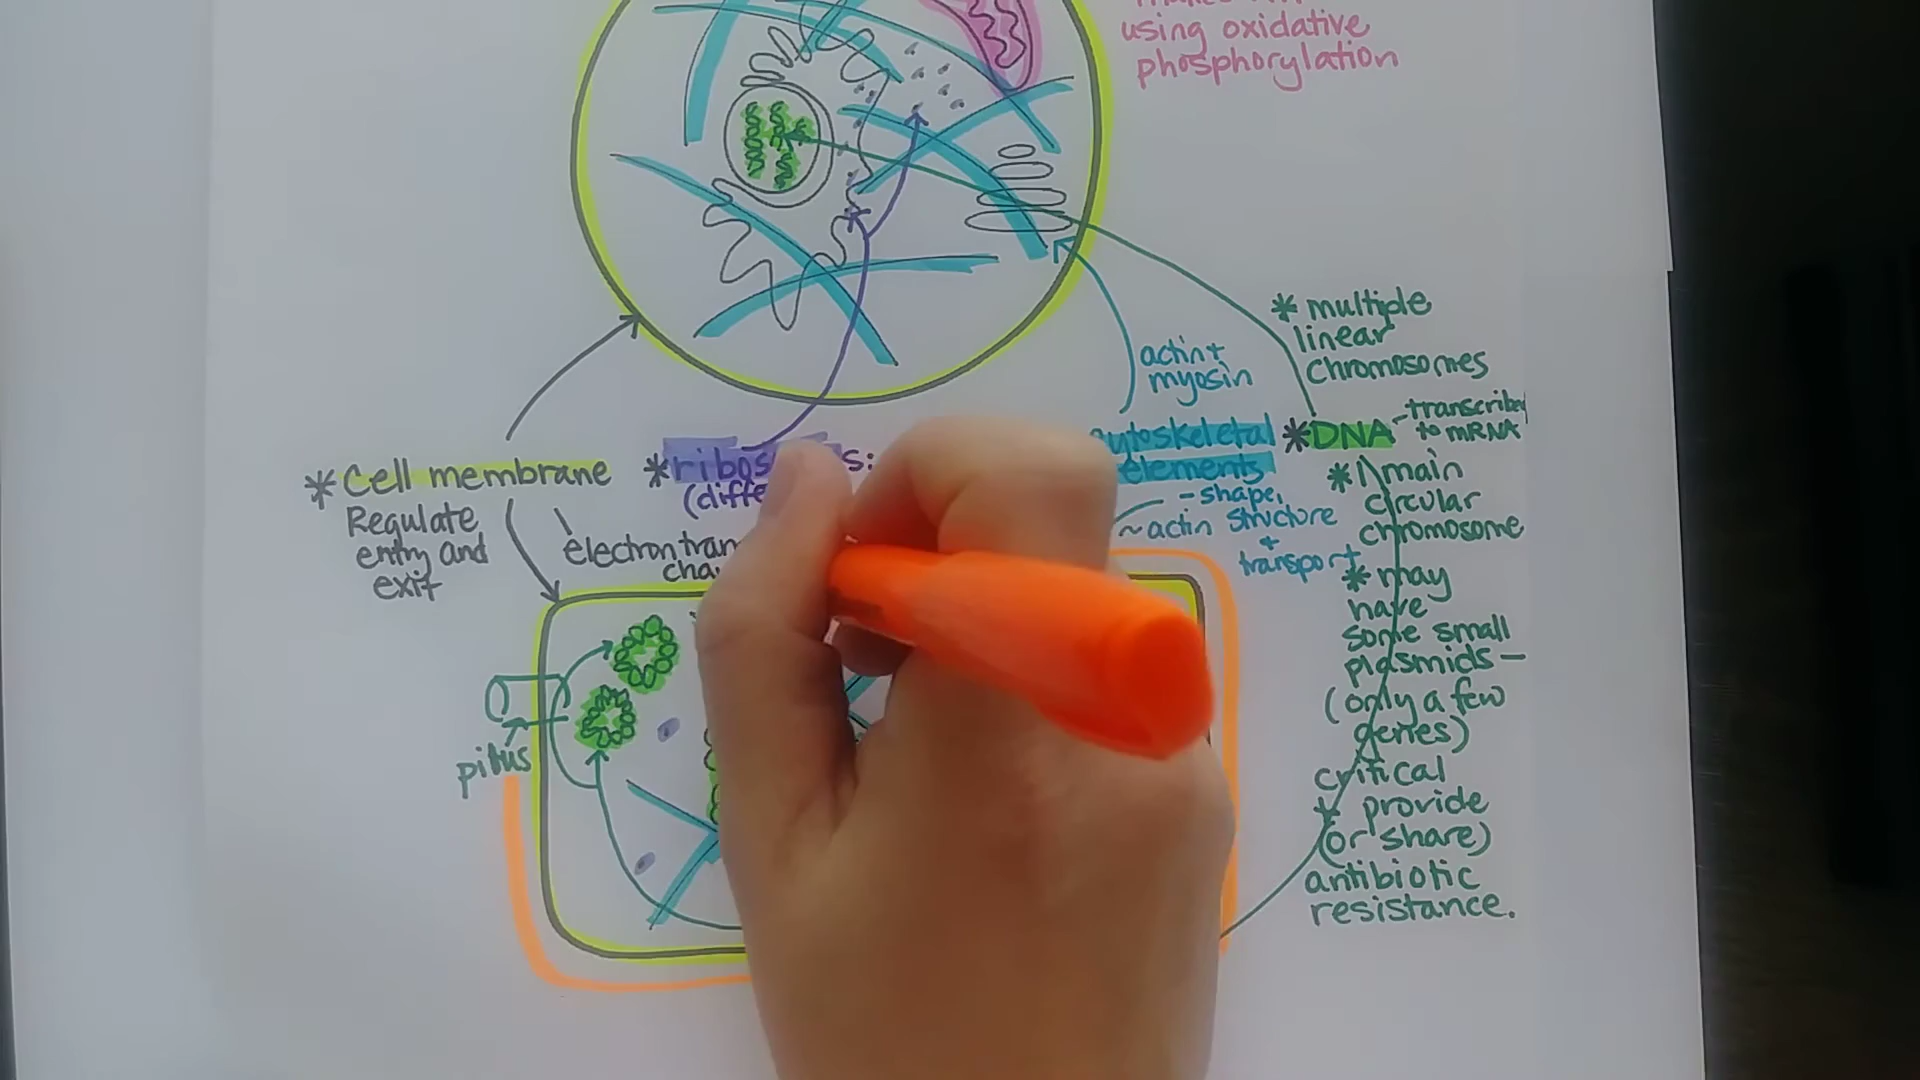 using oxidative
phosphorylation
* multiple
linear
chromosomes
actin +
myosin
cytoskeletal
elements
- shape,
~actin structure
+
transport
*DNA
to mRNA
* 1 main
circular
chromosome
* may
have
some small
plasmids -
(only a few
genes)
critical
* provide
(or share)
antibiotic
resistance.
*Cell membrane
Regulate
entry and
exit
electron
pilus